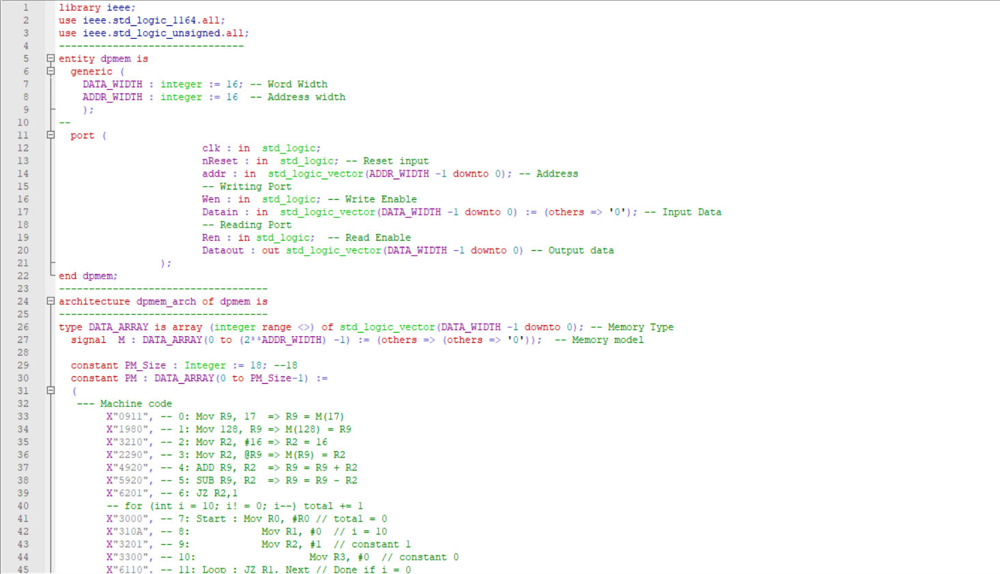 1 library ieee;
2 use ieee.std_logic_1164.all;
3 use ieee.std_logic_unsigned.all;
4 -------------------------------
5 entity dpmem is
6 generic (
7 DATA_WIDTH : integer := 16; -- Word Width
8 ADDR_WIDTH : integer := 16 -- Address width
9 );
10 --
11 port (
12 clk : in std_logic;
13 nReset : in std_logic; -- Reset input
14 addr : in std_logic_vector(ADDR_WIDTH -1 downto 0); -- Address
15 -- Writing Port
16 Wen : in std_logic; -- Write Enable
17 Datain : in std_logic_vector(DATA_WIDTH -1 downto 0) := (others => '0'); -- Input Data
18 -- Reading Port
19 Ren : in std_logic; -- Read Enable
20 Dataout : out std_logic_vector(DATA_WIDTH -1 downto 0) -- Output data
21 );
22 end dpmem;
23 -----------------------------------
24 architecture dpmem_arch of dpmem is
25 -----------------------------------
26 type DATA_ARRAY is array (integer range <>) of std_logic_vector(DATA_WIDTH -1 downto 0); -- Memory Type
27 signal M : DATA_ARRAY(0 to (2**ADDR_WIDTH) -1) := (others => (others => '0')); -- Memory model
28
29 constant PM_Size : Integer := 18; --18
30 constant PM : DATA_ARRAY(0 to PM_Size-1) :=
31 (
32 --- Machine code
33 X"0911", -- 0: Mov R9, 17 => R9 = M(17)
34 X"1980", -- 1: Mov 128, R9 => M(128) = R9
35 X"3210", -- 2: Mov R2, #16 => R2 = 16
36 X"2290", -- 3: Mov R2, @R9 => M(R9) = R2
37 X"4920", -- 4: ADD R9, R2 => R9 = R9 + R2
38 X"5920", -- 5: SUB R9, R2 => R9 = R9 - R2
39 X"6201", -- 6: JZ R2,1
40 -- for (int i = 10; i! = 0; i--) total += 1
41 X"3000", -- 7: Start : Mov R0, #R0 // total = 0
42 X"310A", -- 8: Mov R1, #0 // i = 10
43 X"3201", -- 9: Mov R2, #1 // constant 1
44 X"3300", -- 10: Mov R3, #0 // constant 0
45 X"6110", -- 11: Loop : JZ R1, Next // Done if i = 0